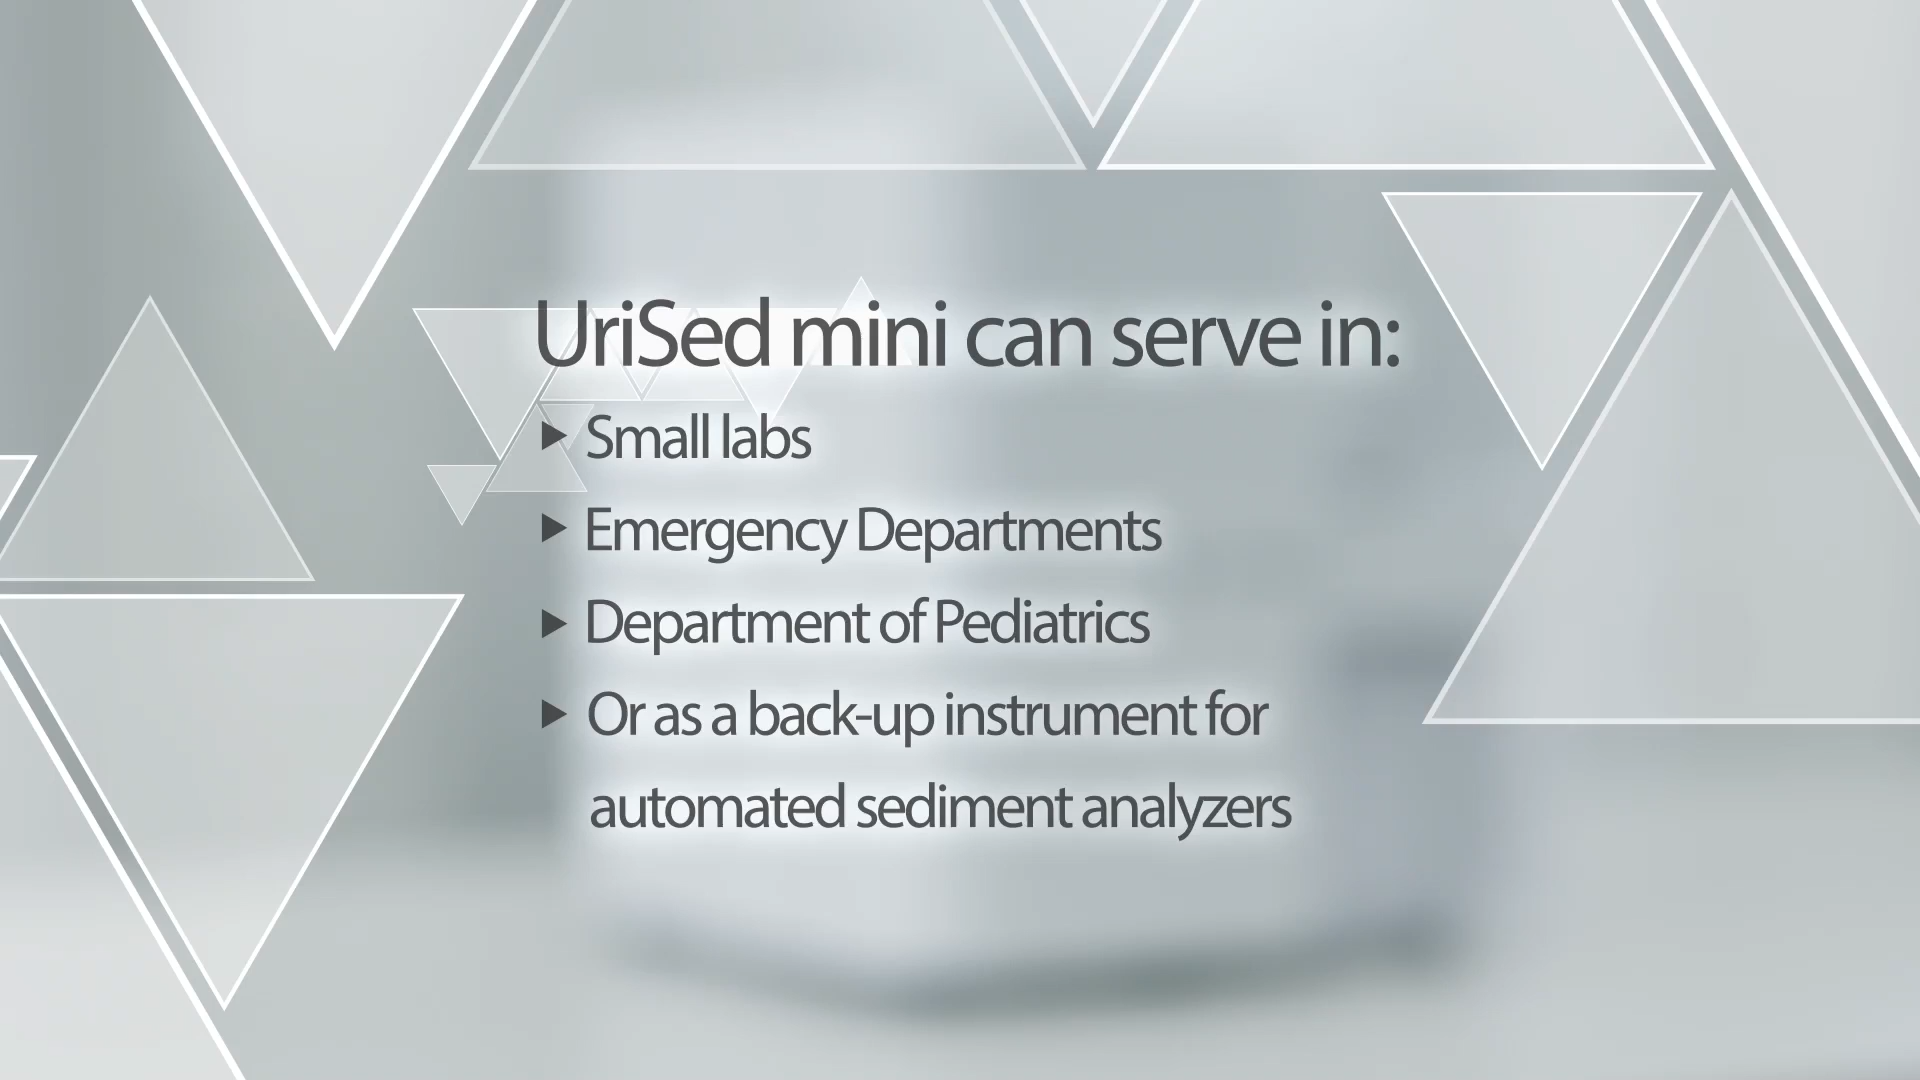 UriSed mini can serve in:
Small labs
Emergency Departments
Department of Pediatrics
Or as a back-up instrument for
automated sediment analyzers